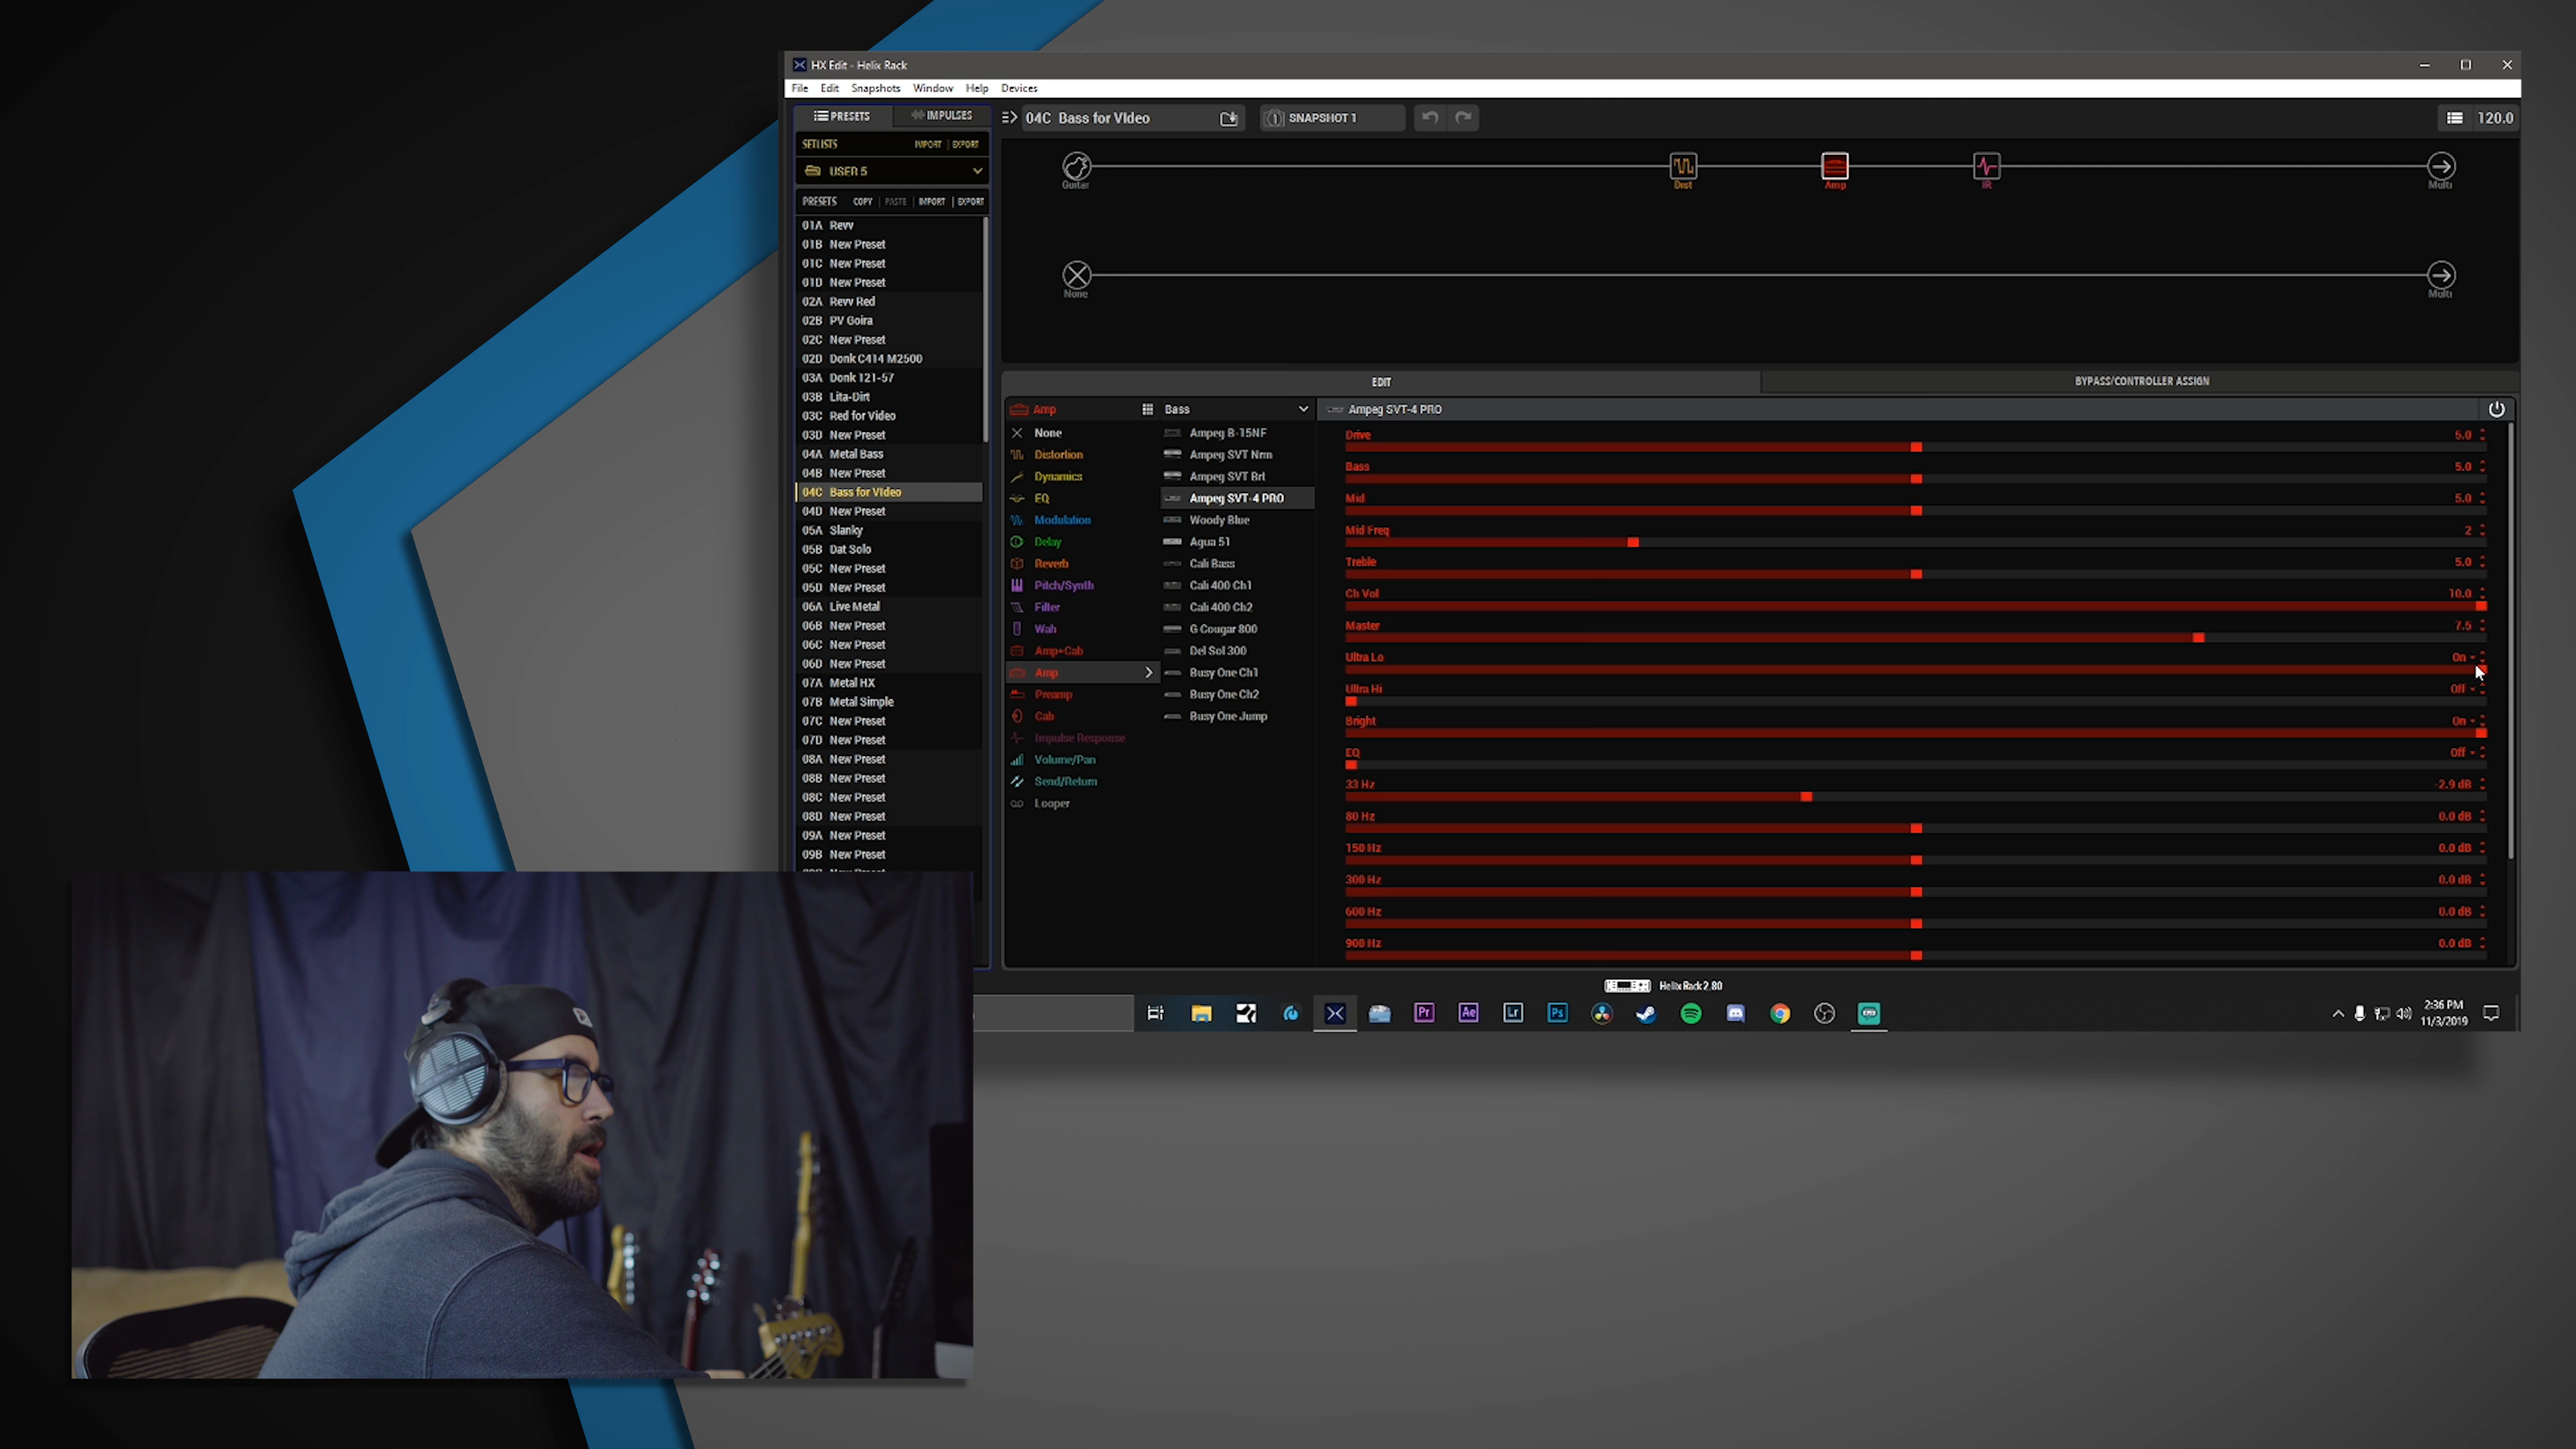 HX Edit - Helix Rack
File Edit Snapshots Window Help Devices
PRESETS IMPULSES
SETLISTS IMPORT | EXPORT
USER 5
PRESETS COPY | PASTE | IMPORT | EXPORT
01A Revv
01B New Preset
01C New Preset
01D New Preset
02A Revv Red
02B PV Goira
02C New Preset
02D Donk C414 M2500
03A Donk 121-57
03B Lita-Dirt
03C Red for Video
03D New Preset
04A Metal Bass
04B New Preset
04C Bass for VIdeo
04D New Preset
05A Slanky
05B Dat Solo
05C New Preset
05D New Preset
06A Live Metal
06B New Preset
06C New Preset
06D New Preset
07A Metal HX
07B Metal Simple
07C New Preset
07D New Preset
08A New Preset
08B New Preset
08C New Preset
08D New Preset
09A New Preset
09B New Preset
04C Bass for VIdeo
SNAPSHOT 1
120.0
Guitar
Dist
Amp
IR
Multi
None
Multi
EDIT
BYPASS/CONTROLLER ASSIGN
Amp
None
Distortion
Dynamics
EQ
Modulation
Delay
Reverb
Pitch/Synth
Filter
Wah
Amp+Cab
Amp
Preamp
Cab
Impulse Response
Volume/Pan
Send/Return
Looper
Bass
Ampeg B-15NF
Ampeg SVT Nrm
Ampeg SVT Brt
Ampeg SVT-4 PRO
Woody Blue
Agua 51
Cali Bass
Cali 400 Ch1
Cali 400 Ch2
G Cougar 800
Del Sol 300
Busy One Ch1
Busy One Ch2
Busy One Jump
Ampeg SVT-4 PRO
Drive 5.0
Bass 5.0
Mid 5.0
Mid Freq 2
Treble 5.0
Ch Vol 10.0
Master 7.5
Ultra Lo On
Ultra Hi Off
Bright On
EQ Off
33 Hz -2.9 dB
80 Hz 0.0 dB
150 Hz 0.0 dB
300 Hz 0.0 dB
600 Hz 0.0 dB
900 Hz 0.0 dB
Helix Rack 2.80
Pr Ae Lr Ps
2:36 PM
11/3/2019